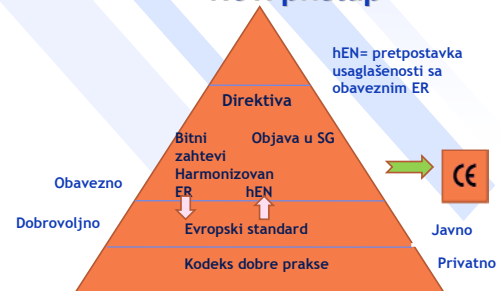 hEN= pretpostavka
usaglašenosti sa
obaveznim ER
Direktiva
Bitni
zahtevi
Objava u SG
Harmonizovan
ER
hEN
Obavezno
Dobrovoljno
Evropski standard
Javno
Kodeks dobre prakse
Privatno
CE